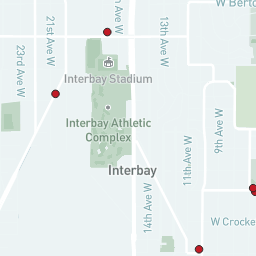 W Berto
21st Ave W
Ave W
13th Ave W
23rd Ave W
Interbay Stadium
Interbay Athletic
Complex
9th Ave W
Interbay
11th Ave W
14th Ave W
W Crocke